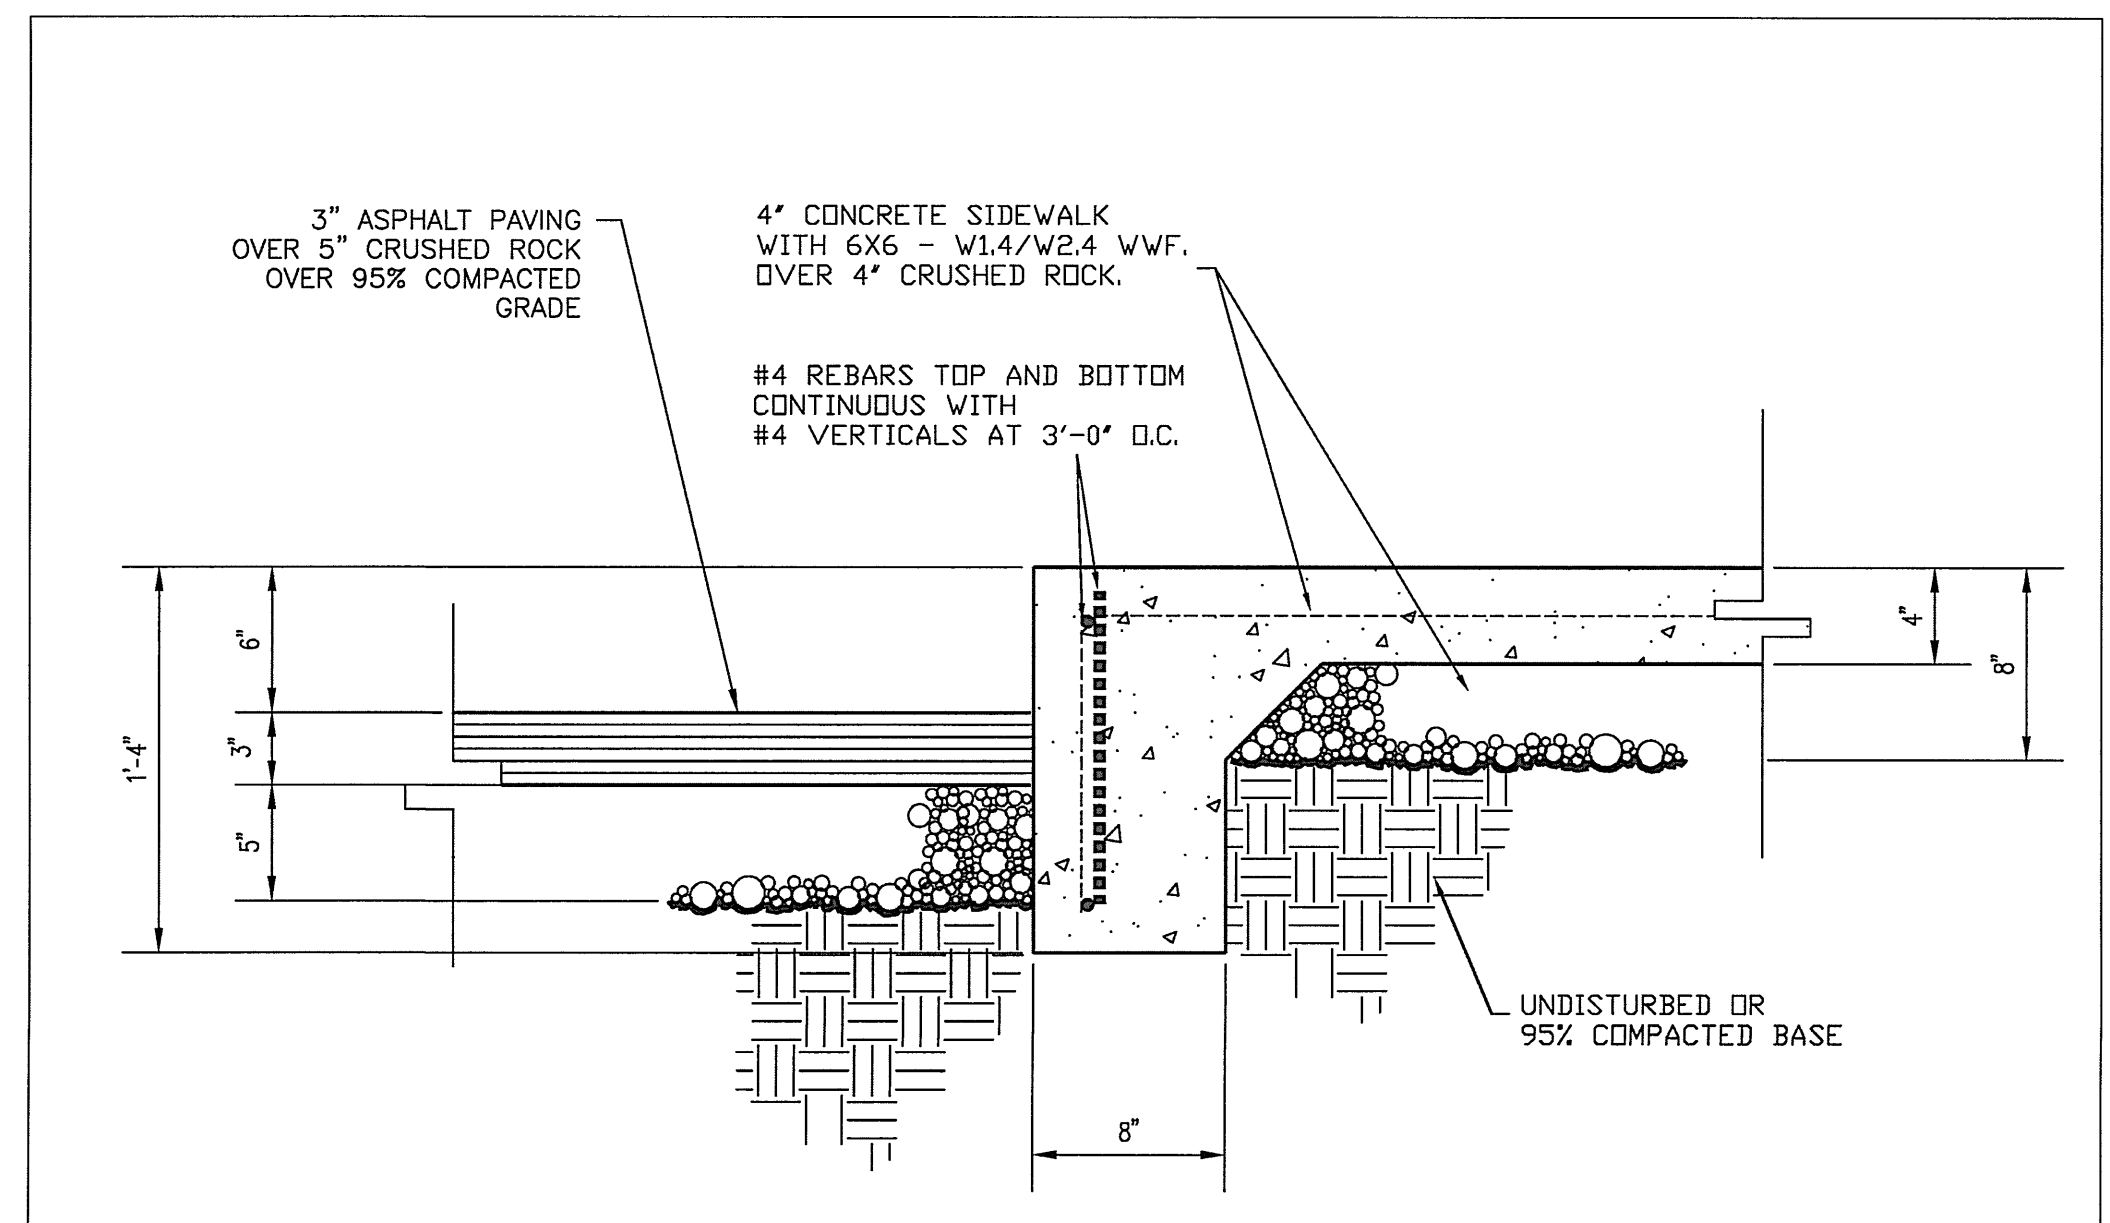 3" ASPHALT PAVING
OVER 5" CRUSHED ROCK
OVER 95% COMPACTED
GRADE
4" CONCRETE SIDEWALK
WITH 6X6 - W1.4/W2.4 WWF.
OVER 4" CRUSHED ROCK.
#4 REBARS TOP AND BOTTOM
CONTINUOUS WITH
#4 VERTICALS AT 3'-0" O.C.
1'-4"
6"
3"
5"
4"
8"
UNDISTURBED OR
95% COMPACTED BASE
8"